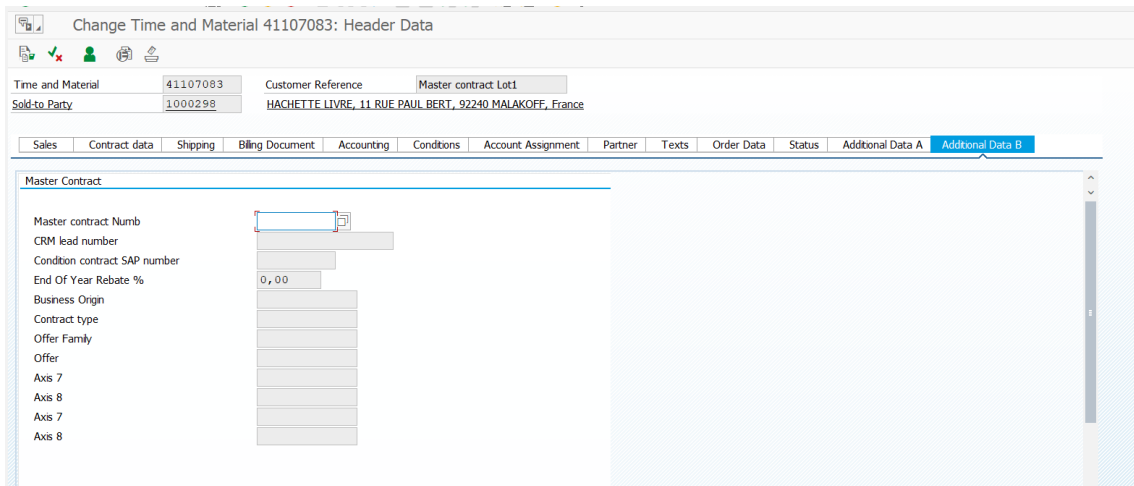 Change Time and Material 41107083: Header Data
Time and Material 41107083 Customer Reference Master contract Lot1
Sold-to Party 1000298 HACHETTE LIVRE, 11 RUE PAUL BERT, 92240 MALAKOFF, France
Sales Contract data Shipping Billing Document Accounting Conditions Account Assignment Partner Texts Order Data Status Additional Data A Additional Data B
Master Contract
Master contract Numb
CRM lead number
Condition contract SAP number
End Of Year Rebate % 0,00
Business Origin
Contract type
Offer Family
Offer
Axis 7
Axis 8
Axis 7
Axis 8